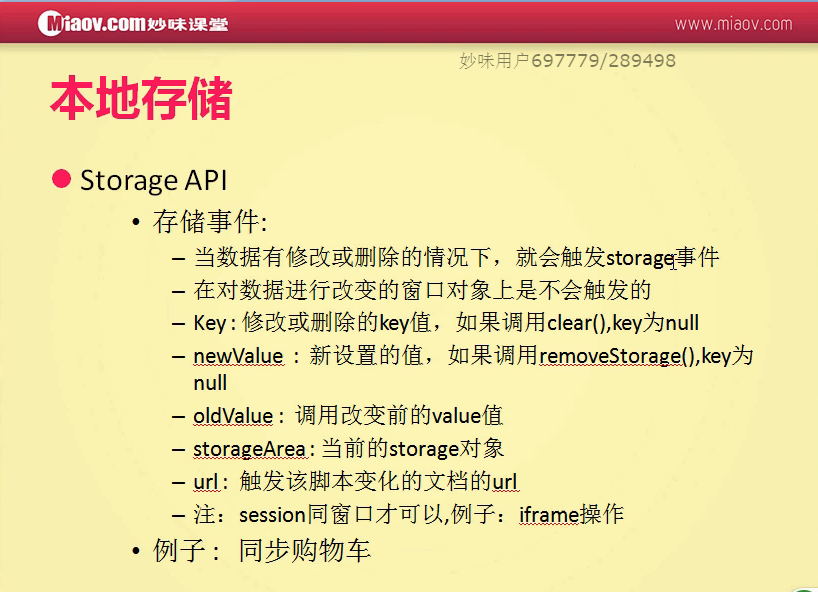 Miaov.com妙味课堂
www.miaov.com
妙味用户697779/289498
本地存储
Storage API
• 存储事件:
– 当数据有修改或删除的情况下，就会触发storage事件
– 在对数据进行改变的窗口对象上是不会触发的
– Key : 修改或删除的key值，如果调用clear(),key为null
– newValue : 新设置的值，如果调用removeStorage(),key为
null
– oldValue : 调用改变前的value值
– storageArea : 当前的storage对象
– url : 触发该脚本变化的文档的url
– 注：session同窗口才可以,例子：iframe操作
• 例子： 同步购物车